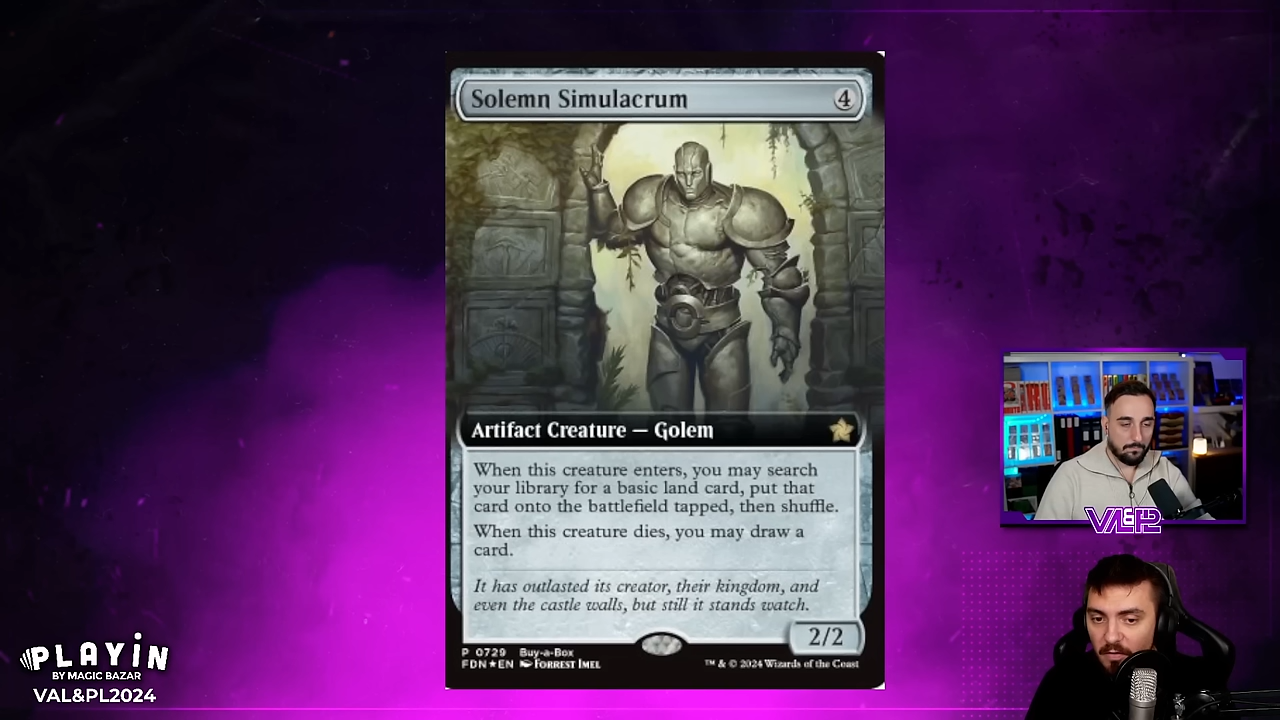 Solemn Simulacrum 4
Artifact Creature — Golem
When this creature enters, you may search
your library for a basic land card, put that
card onto the battlefield tapped, then shuffle.
When this creature dies, you may draw a
card.
It has outlasted its creator, their kingdom, and
even the castle walls, but still it stands watch.
2/2
P 0729 Buy-a-Box
FDN★EN Forrest Imel
™ & © 2024 Wizards of the Coast
VAL&PL2
PLAYIN
BY MAGIC BAZAR
VAL&PL2024